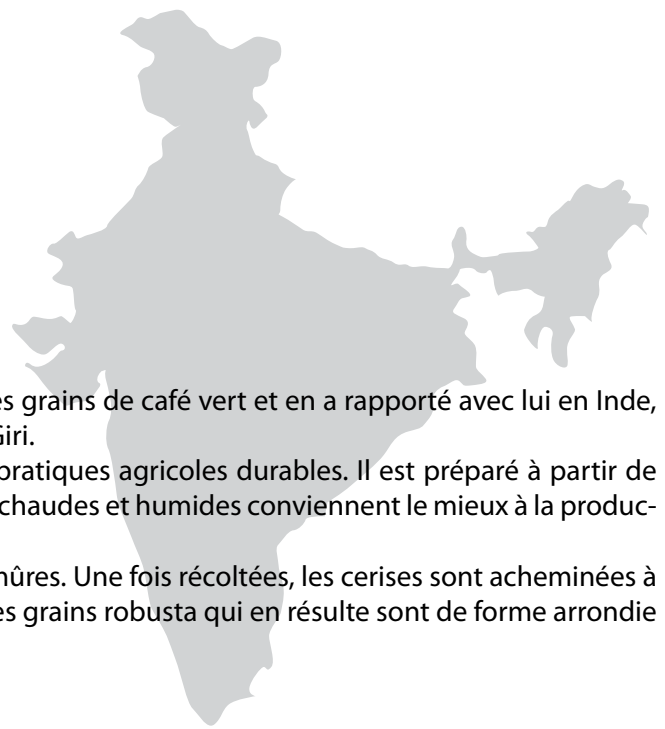 es grains de café vert et en a rapporté avec lui en Inde,
Giri.
pratiques agricoles durables. Il est préparé à partir de
chaudes et humides conviennent le mieux à la produc-
nûres. Une fois récoltées, les cerises sont acheminées à
es grains robusta qui en résulte sont de forme arrondie